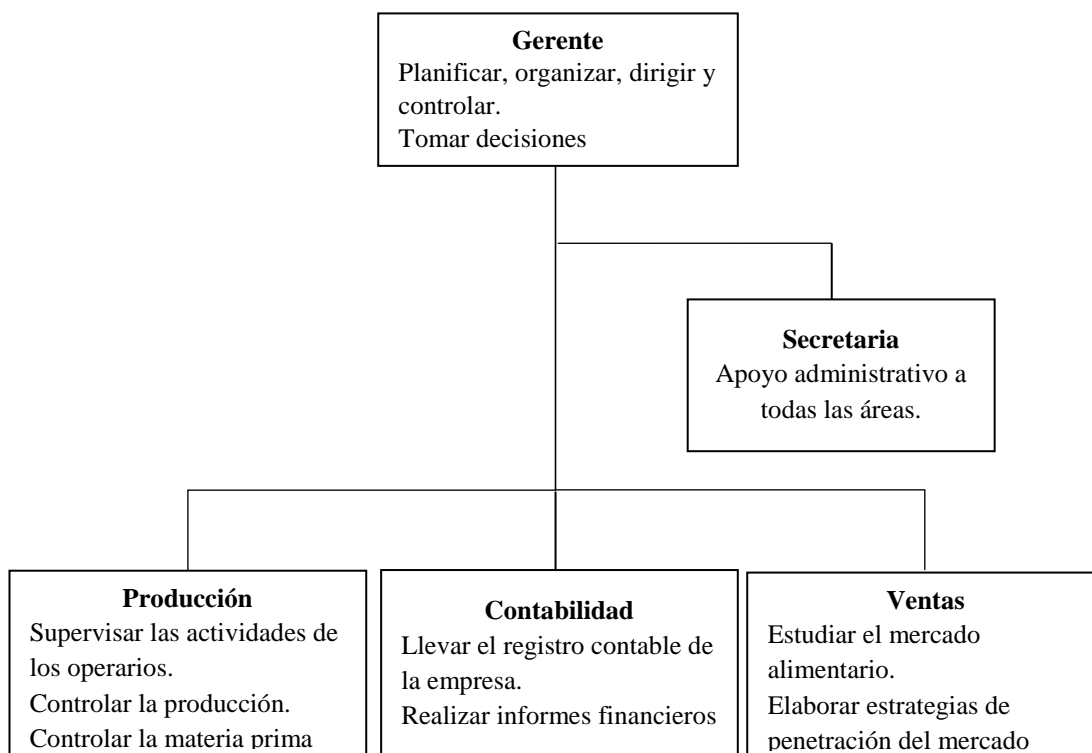 Gerente
Planificar, organizar, dirigir y
controlar.
Tomar decisiones
Secretaria
Apoyo administrativo a
todas las áreas.
Producción
Supervisar las actividades de
los operarios.
Controlar la producción.
Controlar la materia prima
Contabilidad
Llevar el registro contable de
la empresa.
Realizar informes financieros
Ventas
Estudiar el mercado
alimentario.
Elaborar estrategias de
penetración del mercado